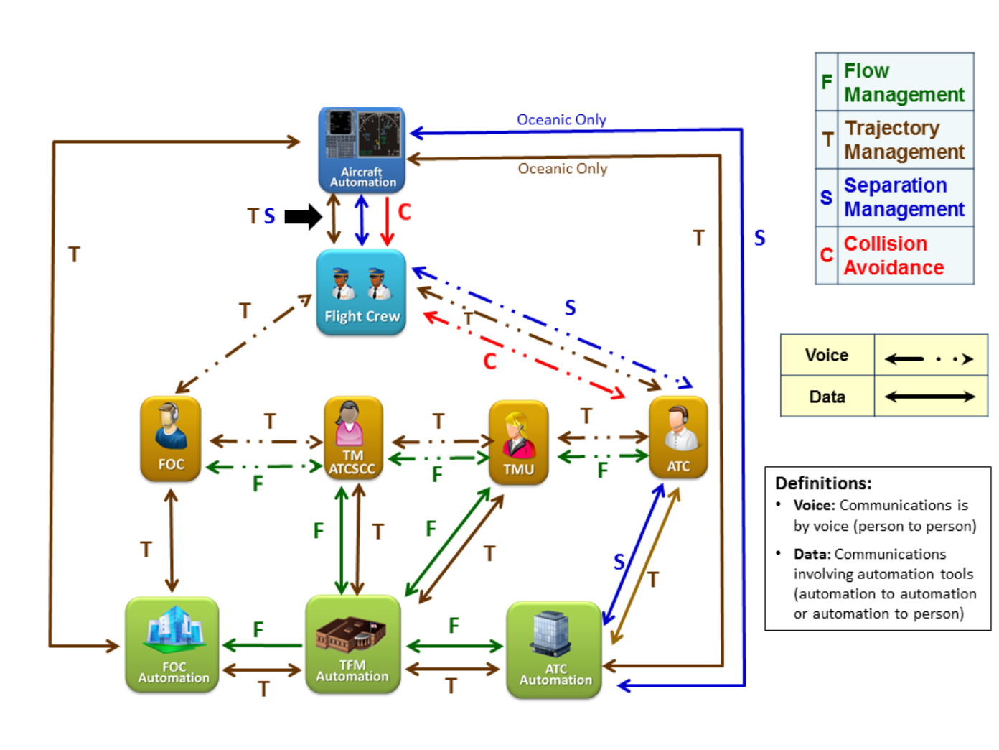 Oceanic Only
Aircraft
Automation
Oceanic Only
T S
C
T
T
S
Flight Crew
T
S
T
C
FOC
T
F
TM
ATCSCC
T
F
TMU
T
F
ATC
T
F
T
F
T
S
T
FOC
Automation
F
T
TFM
Automation
F
T
ATC
Automation
F
Flow
Management
T
Trajectory
Management
S
Separation
Management
C
Collision
Avoidance
Voice
Data
Definitions:
• Voice: Communications is
by voice (person to person)
• Data: Communications
involving automation tools
(automation to automation
or automation to person)